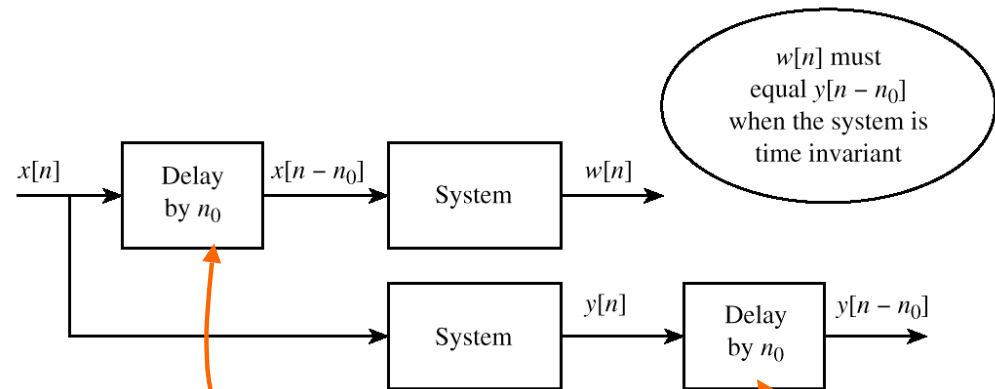 w[n] must
equal y[n − n₀]
when the system is
time invariant
x[n]
Delay
by n₀
x[n − n₀]
System
w[n]
System
y[n]
Delay
by n₀
y[n − n₀]